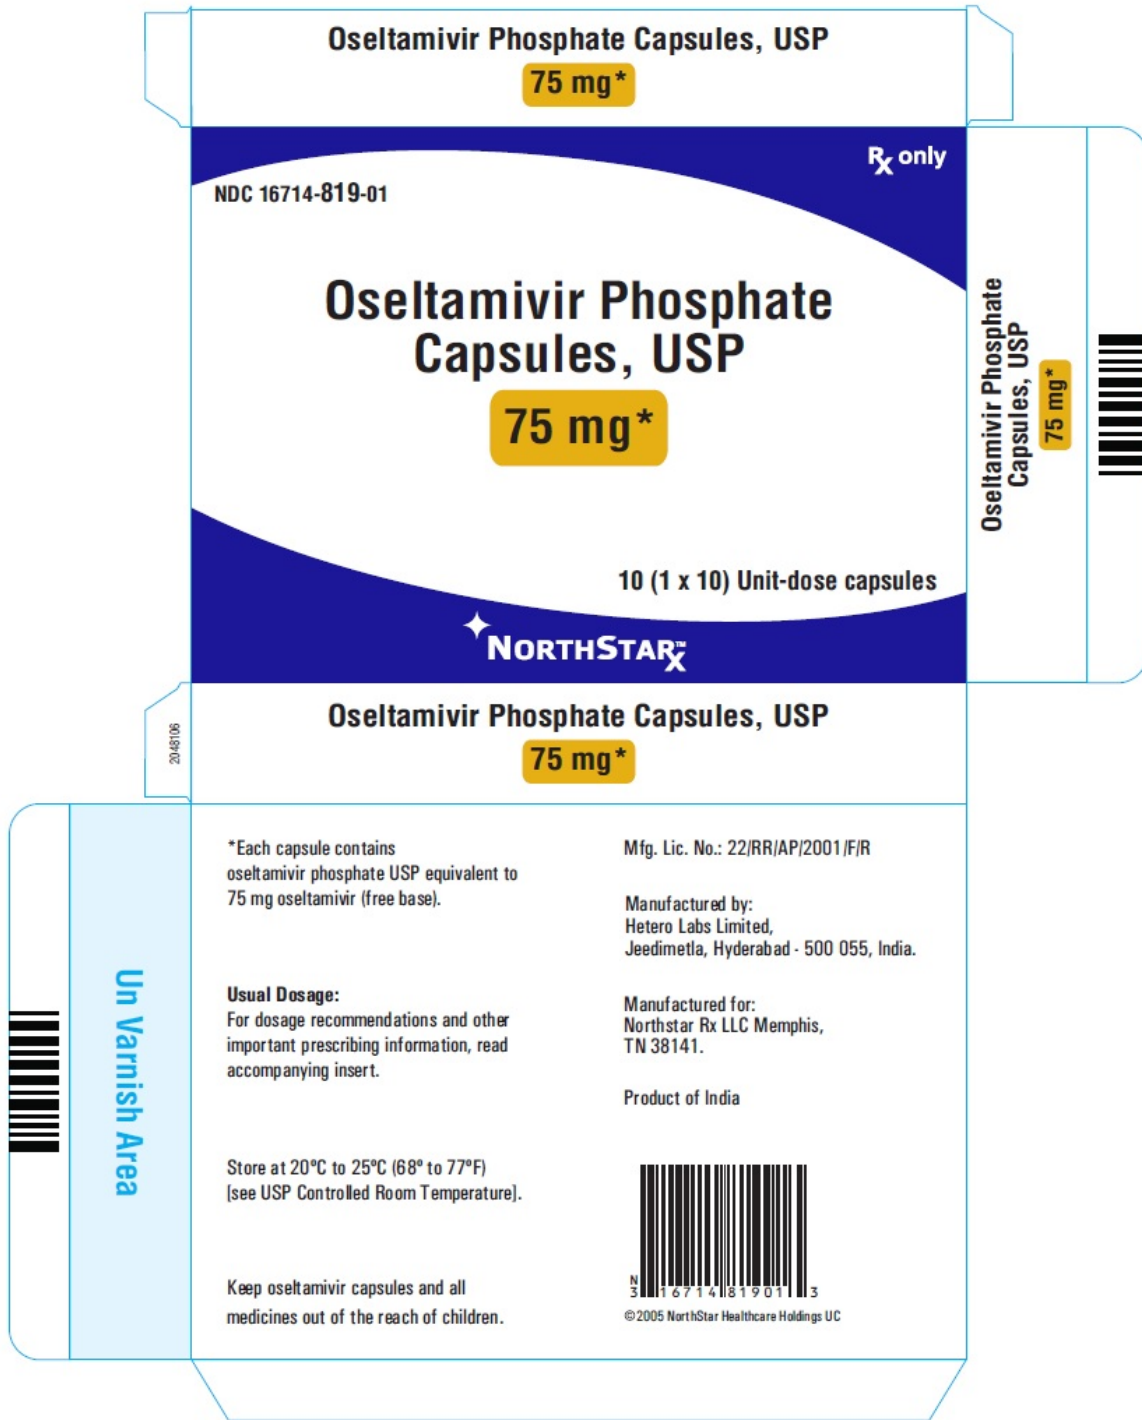 Oseltamivir Phosphate Capsules, USP
75 mg*
Rx only
NDC 16714-819-01
Oseltamivir Phosphate
Capsules, USP
75 mg*
10 (1 x 10) Unit-dose capsules
NORTHSTARx™
Oseltamivir Phosphate
Capsules, USP
75 mg*
Oseltamivir Phosphate Capsules, USP
75 mg*
2048106
Un Varnish Area
*Each capsule contains
oseltamivir phosphate USP equivalent to
75 mg oseltamivir (free base).
Usual Dosage:
For dosage recommendations and other
important prescribing information, read
accompanying insert.
Store at 20°C to 25°C (68° to 77°F)
[see USP Controlled Room Temperature].
Keep oseltamivir capsules and all
medicines out of the reach of children.
Mfg. Lic. No.: 22/RR/AP/2001/F/R
Manufactured by:
Hetero Labs Limited,
Jeedimetla, Hyderabad - 500 055, India.
Manufactured for:
Northstar Rx LLC Memphis,
TN 38141.
Product of India
N
3 16714 81901 3
©2005 NorthStar Healthcare Holdings UC